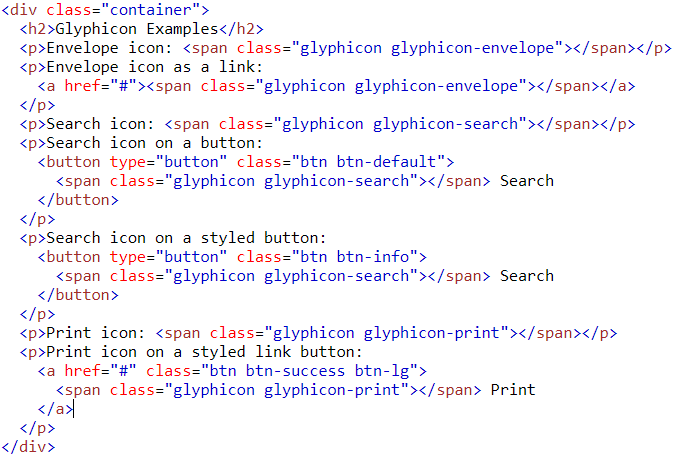 <div class="container">
  <h2>Glyphicon Examples</h2>
  <p>Envelope icon: <span class="glyphicon glyphicon-envelope"></span></p>
  <p>Envelope icon as a link:
    <a href="#"><span class="glyphicon glyphicon-envelope"></span></a>
  </p>
  <p>Search icon: <span class="glyphicon glyphicon-search"></span></p>
  <p>Search icon on a button:
    <button type="button" class="btn btn-default">
      <span class="glyphicon glyphicon-search"></span> Search
    </button>
  </p>
  <p>Search icon on a styled button:
    <button type="button" class="btn btn-info">
      <span class="glyphicon glyphicon-search"></span> Search
    </button>
  </p>
  <p>Print icon: <span class="glyphicon glyphicon-print"></span></p>
  <p>Print icon on a styled link button:
    <a href="#" class="btn btn-success btn-lg">
      <span class="glyphicon glyphicon-print"></span> Print
    </a>
  </p>
</div>